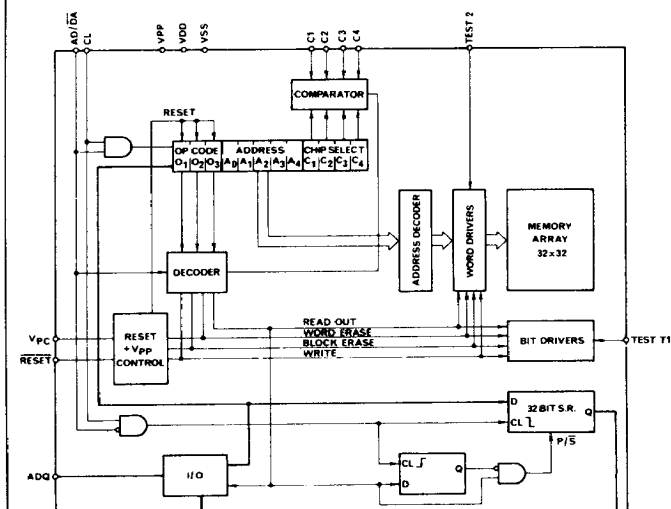 AD/DA CL VPP VDD VSS C1 C2 C3 C4 TEST 2
COMPARATOR
RESET
OP CODE ADDRESS CHIP SELECT
O1 O2 O3 A0 A1 A2 A3 A4 C1 C2 C3 C4
ADDRESS DECODER
WORD DRIVERS
MEMORY
ARRAY
32x32
DECODER
VPC
RESET
RESET
+VPP
CONTROL
READ OUT
WORD ERASE
BLOCK ERASE
WRITE
BIT DRIVERS
TEST T1
D 32 BIT S.R. Q
CL
P/S
ADQ
I/O
CL Q
D